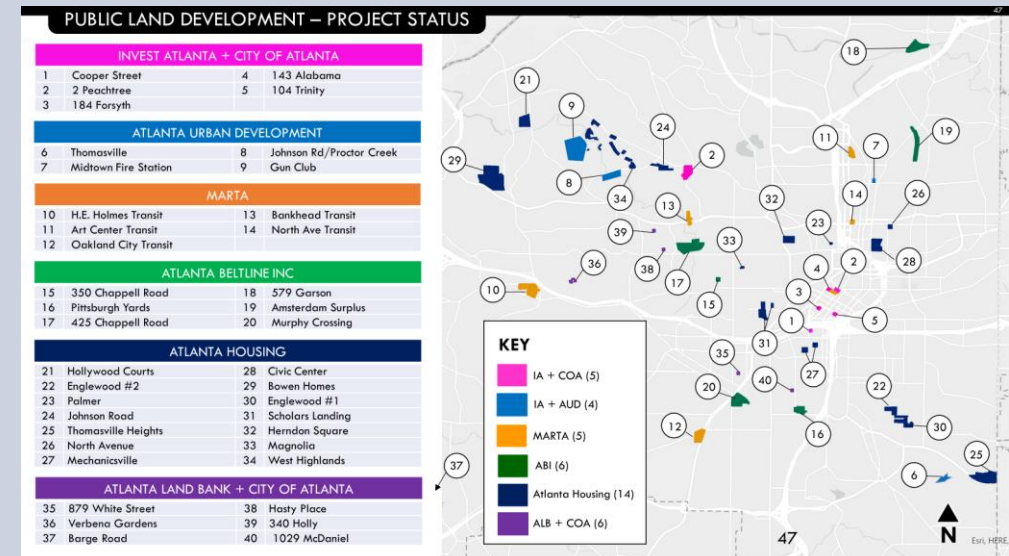 PUBLIC LAND DEVELOPMENT – PROJECT STATUS
47
INVEST ATLANTA + CITY OF ATLANTA
1 Cooper Street 4 143 Alabama
2 2 Peachtree 5 104 Trinity
3 184 Forsyth
ATLANTA URBAN DEVELOPMENT
6 Thomasville 8 Johnson Rd/Proctor Creek
7 Midtown Fire Station 9 Gun Club
MARTA
10 H.E. Holmes Transit 13 Bankhead Transit
11 Art Center Transit 14 North Ave Transit
12 Oakland City Transit
ATLANTA BELTLINE INC
15 350 Chappell Road 18 579 Garson
16 Pittsburgh Yards 19 Amsterdam Surplus
17 425 Chappell Road 20 Murphy Crossing
ATLANTA HOUSING
21 Hollywood Courts 28 Civic Center
22 Englewood #2 29 Bowen Homes
23 Palmer 30 Englewood #1
24 Johnson Road 31 Scholars Landing
25 Thomasville Heights 32 Herndon Square
26 North Avenue 33 Magnolia
27 Mechanicsville 34 West Highlands
ATLANTA LAND BANK + CITY OF ATLANTA
35 879 White Street 38 Hasty Place
36 Verbena Gardens 39 340 Holly
37 Barge Road 40 1029 McDaniel
18
21
9
24
2
11
7
19
29
8
34
13
32
23
14
26
39
38
33
28
36
17
10
15
3
4
2
1
5
31
27
35
20
40
22
12
16
30
37
6
25
KEY
IA + COA (5)
IA + AUD (4)
MARTA (5)
ABI (6)
Atlanta Housing (14)
ALB + COA (6)
47
N
Esri, HERE,